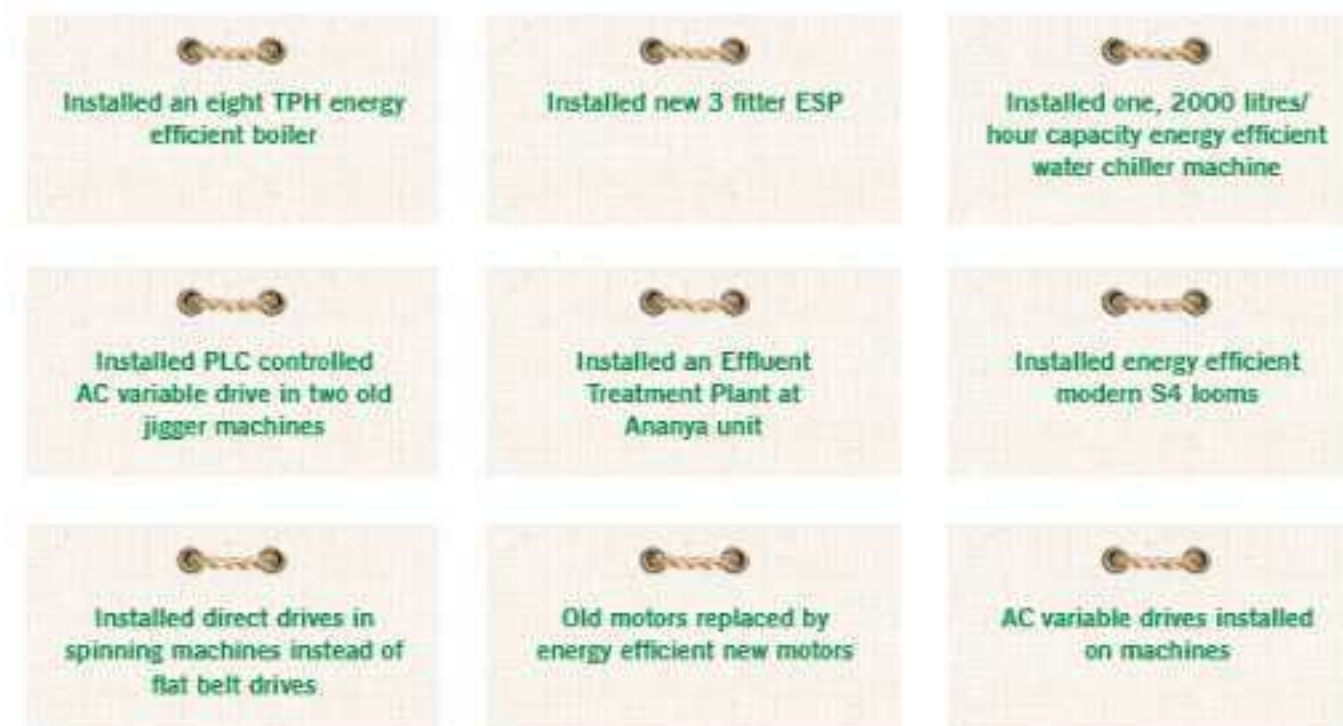 Installed an eight TPH energy
efficient boiler
Installed new 3 fitter ESP
Installed one, 2000 litres/
hour capacity energy efficient
water chiller machine
Installed PLC controlled
AC variable drive in two old
jigger machines
Installed an Effluent
Treatment Plant at
Ananya unit
Installed energy efficient
modern S4 looms
Installed direct drives in
spinning machines instead of
flat belt drives
Old motors replaced by
energy efficient new motors
AC variable drives installed
on machines